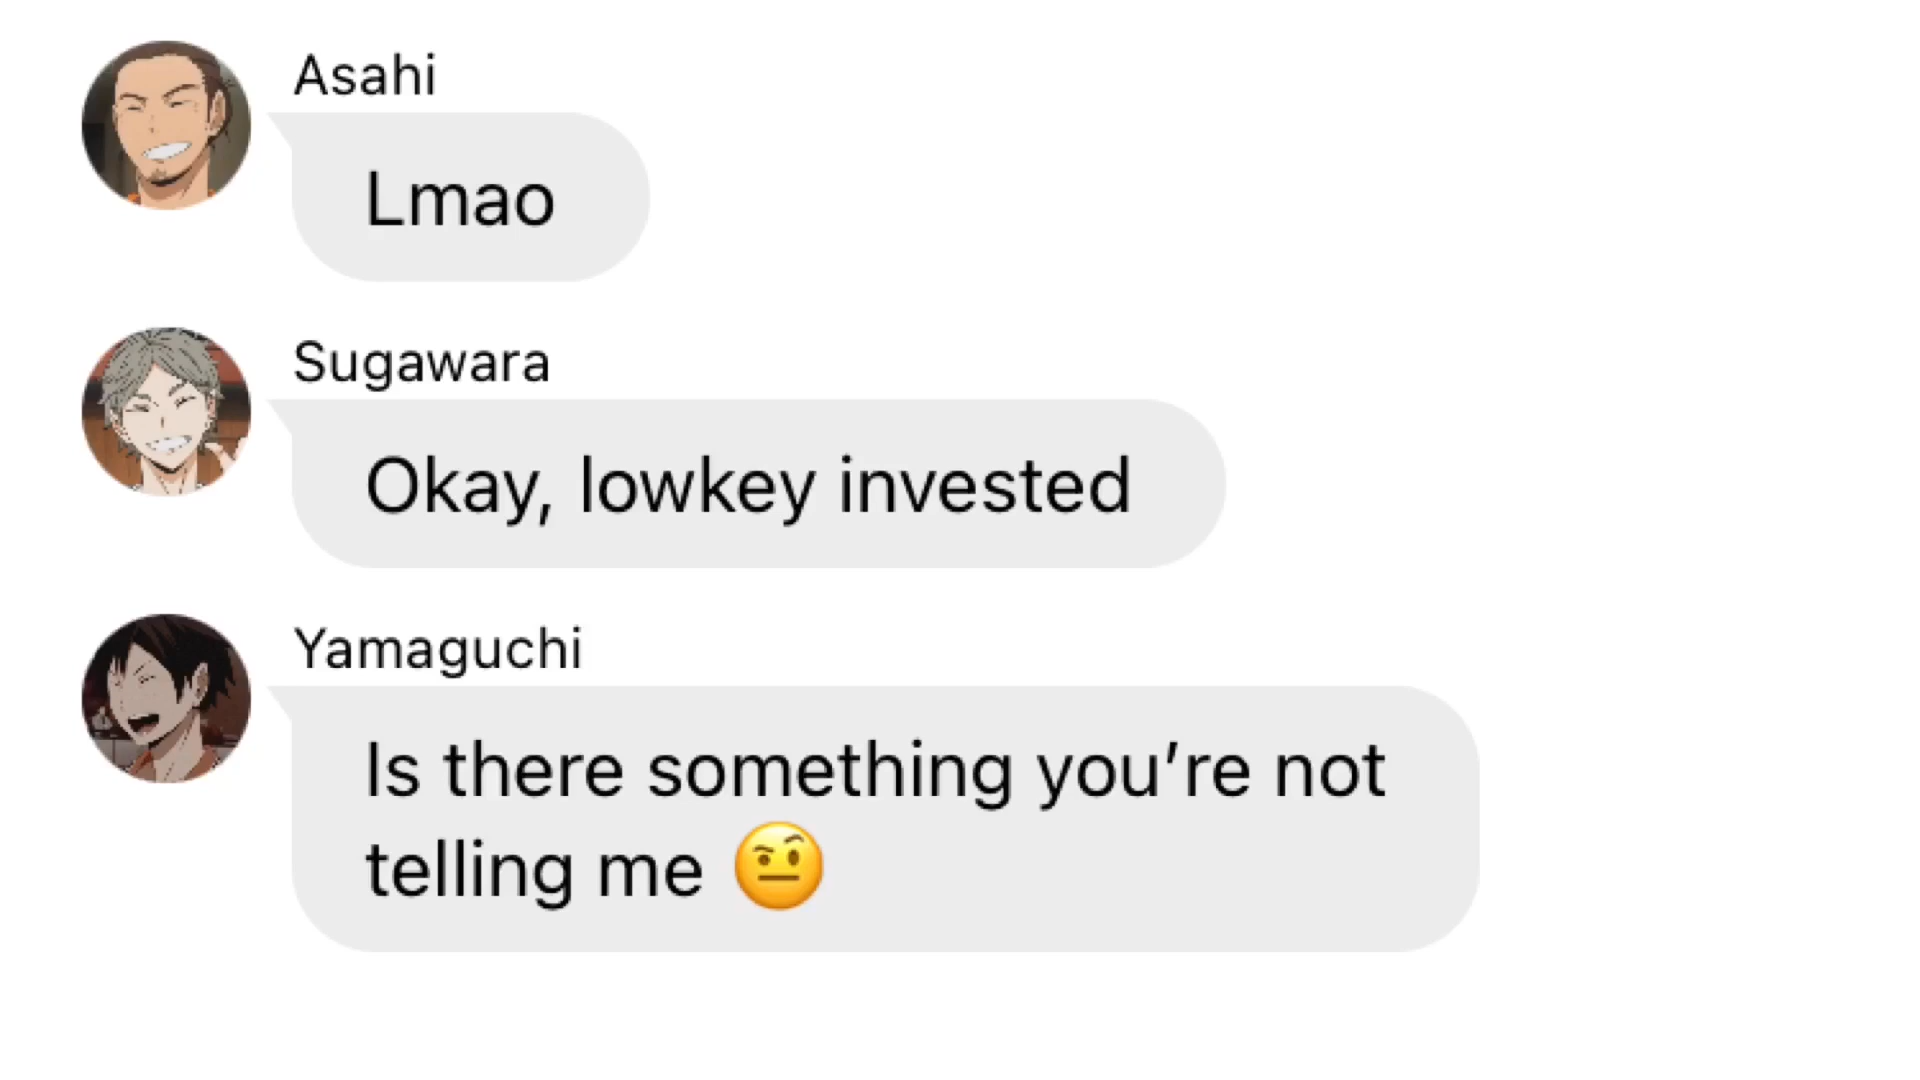 Asahi
Lmao
Sugawara
Okay, lowkey invested
Yamaguchi
Is there something you’re not
telling me 🤨